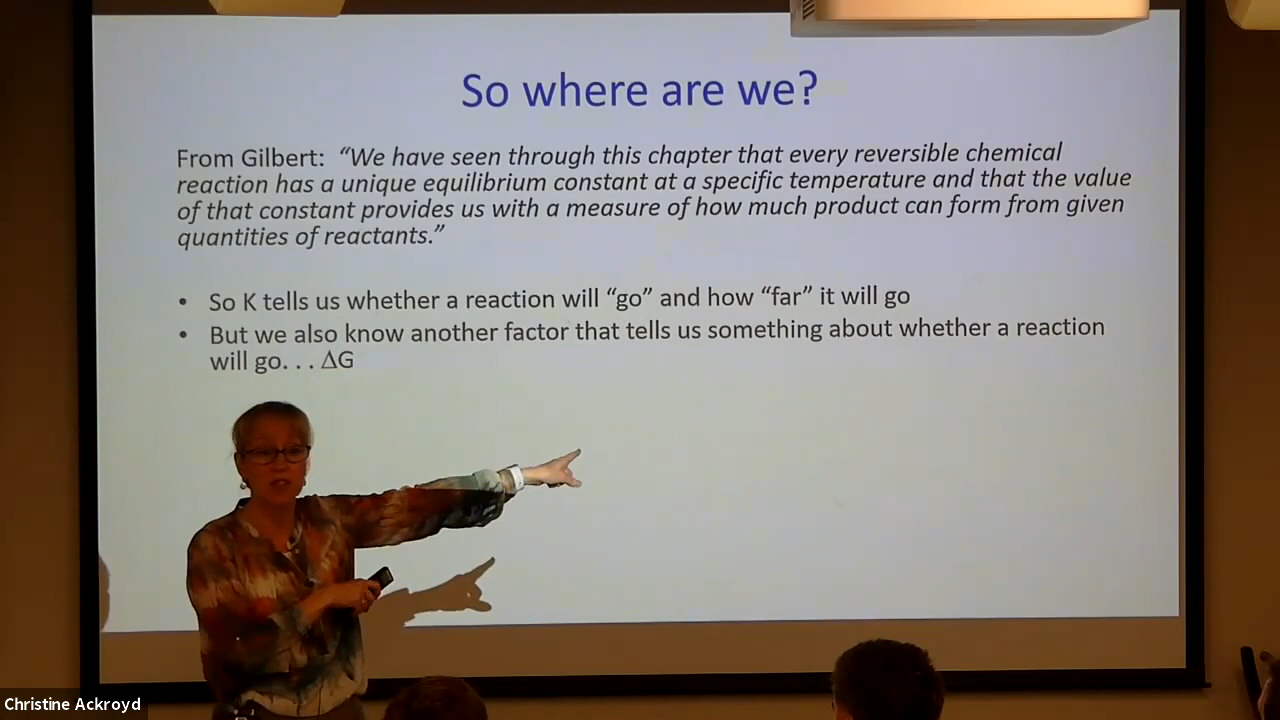 So where are we?
From Gilbert: “We have seen through this chapter that every reversible chemical
reaction has a unique equilibrium constant at a specific temperature and that the value
of that constant provides us with a measure of how much product can form from given
quantities of reactants.”
• So K tells us whether a reaction will “go” and how “far” it will go
• But we also know another factor that tells us something about whether a reaction
will go. . . ΔG
Christine Ackroyd